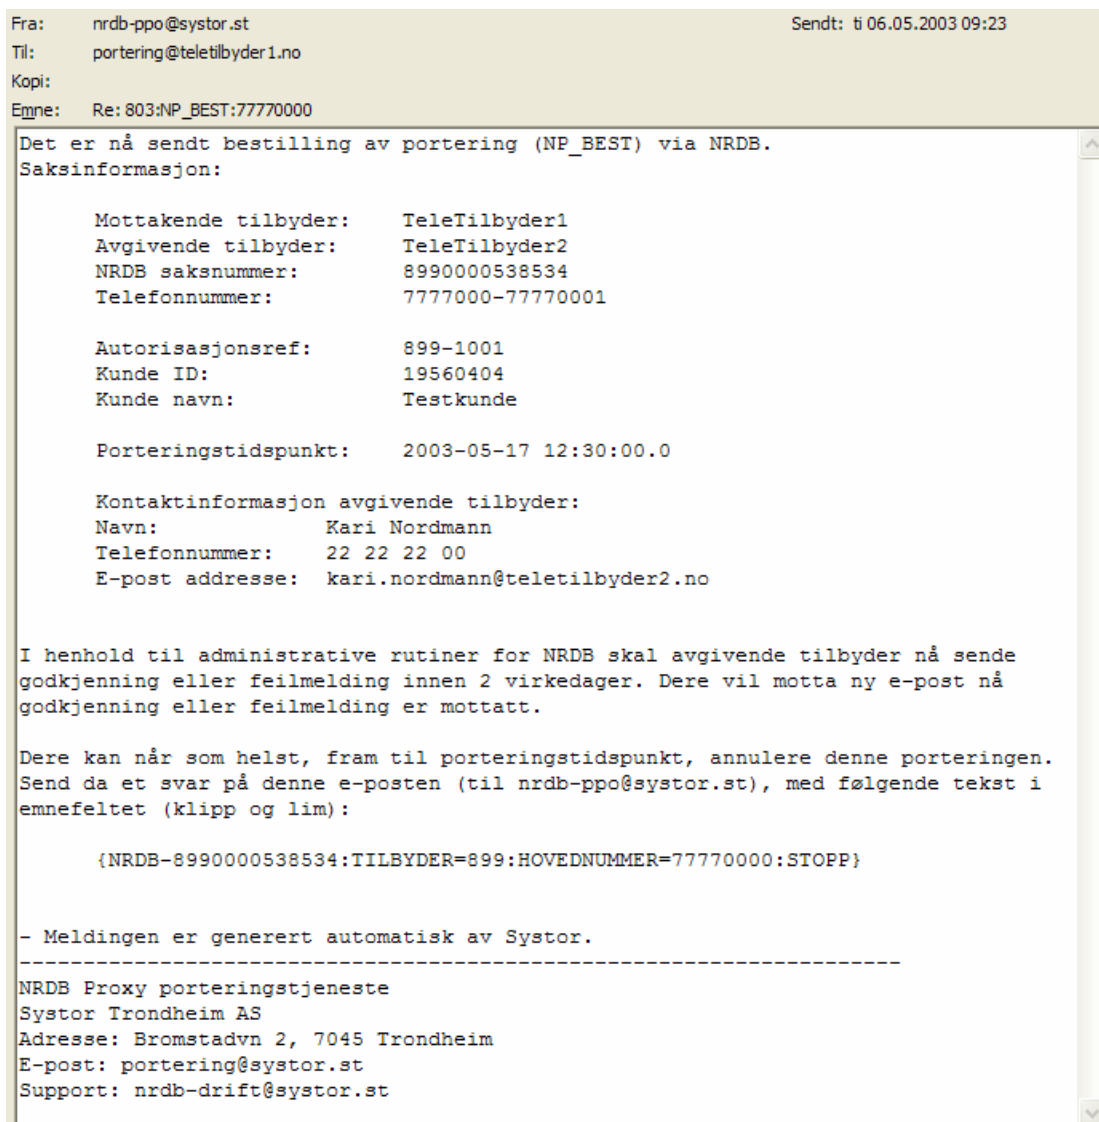 Fra: nrdb-ppo@systor.st Sendt: ti 06.05.2003 09:23
Til: portering@teletilbyder1.no
Kopi:
Emne: Re: 803:NP_BEST:77770000
Det er nå sendt bestilling av portering (NP_BEST) via NRDB.
Saksinformasjon:
Mottakende tilbyder: TeleTilbyder1
Avgivende tilbyder: TeleTilbyder2
NRDB saksnummer: 8990000538534
Telefonnummer: 7777000-77770001
Autorisasjonsref: 899-1001
Kunde ID: 19560404
Kunde navn: Testkunde
Porteringstidspunkt: 2003-05-17 12:30:00.0
Kontaktinformasjon avgivende tilbyder:
Navn: Kari Nordmann
Telefonnummer: 22 22 22 00
E-post addresse: kari.nordmann@teletilbyder2.no
I henhold til administrative rutiner for NRDB skal avgivende tilbyder nå sende
godkjenning eller feilmelding innen 2 virkedager. Dere vil motta ny e-post nå
godkjenning eller feilmelding er mottatt.
Dere kan når som helst, fram til porteringstidspunkt, annulere denne porteringen.
Send da et svar på denne e-posten (til nrdb-ppo@systor.st), med følgende tekst i
emnefeltet (klipp og lim):
{NRDB-8990000538534:TILBYDER=899:HOVEDNUMMER=77770000:STOPP}
- Meldingen er generert automatisk av Systor.
---------------------------------------------------------------------
NRDB Proxy porteringstjeneste
Systor Trondheim AS
Adresse: Bromstadvn 2, 7045 Trondheim
E-post: portering@systor.st
Support: nrdb-drift@systor.st